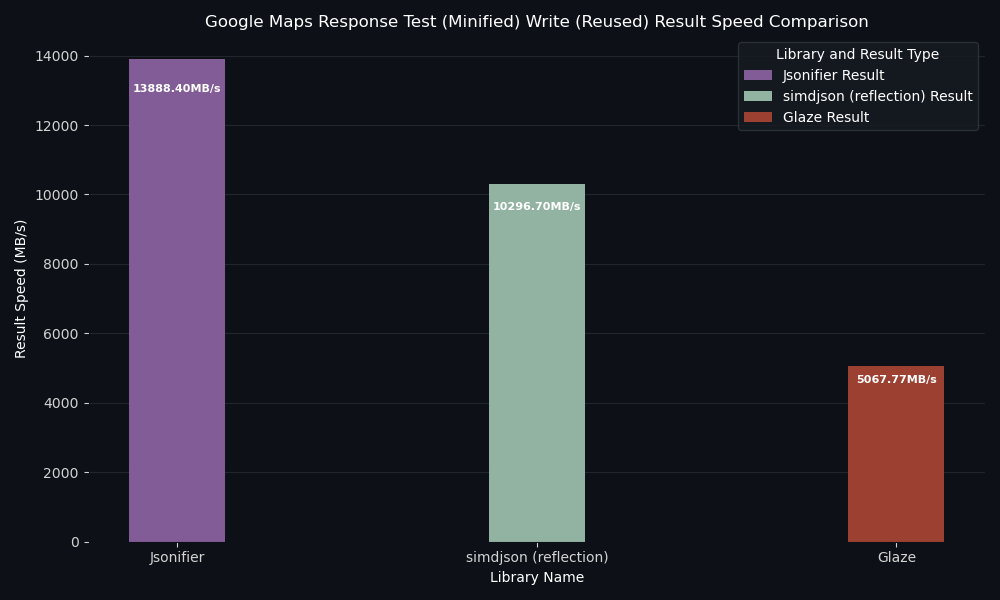 Google Maps Response Test (Minified) Write (Reused) Result Speed Comparison
Library and Result Type
Jsonifier Result
simdjson (reflection) Result
Glaze Result
Result Speed (MB/s)
14000
12000
10000
8000
6000
4000
2000
0
13888.40MB/s
10296.70MB/s
5067.77MB/s
Jsonifier
simdjson (reflection)
Glaze
Library Name